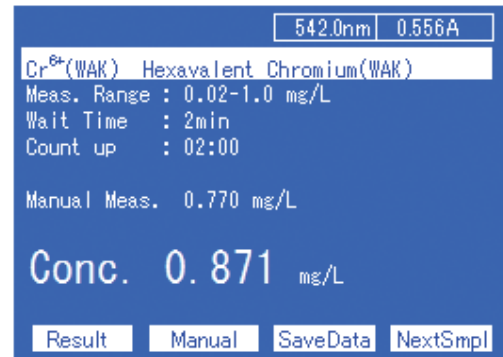 542.0nm 0.556A
Cr6+(WAK) Hexavalent Chromium(WAK)
Meas. Range : 0.02-1.0 mg/L
Wait Time : 2min
Count up : 02:00
Manual Meas. 0.770 mg/L
Conc. 0.871 mg/L
Result Manual SaveData NextSmpl